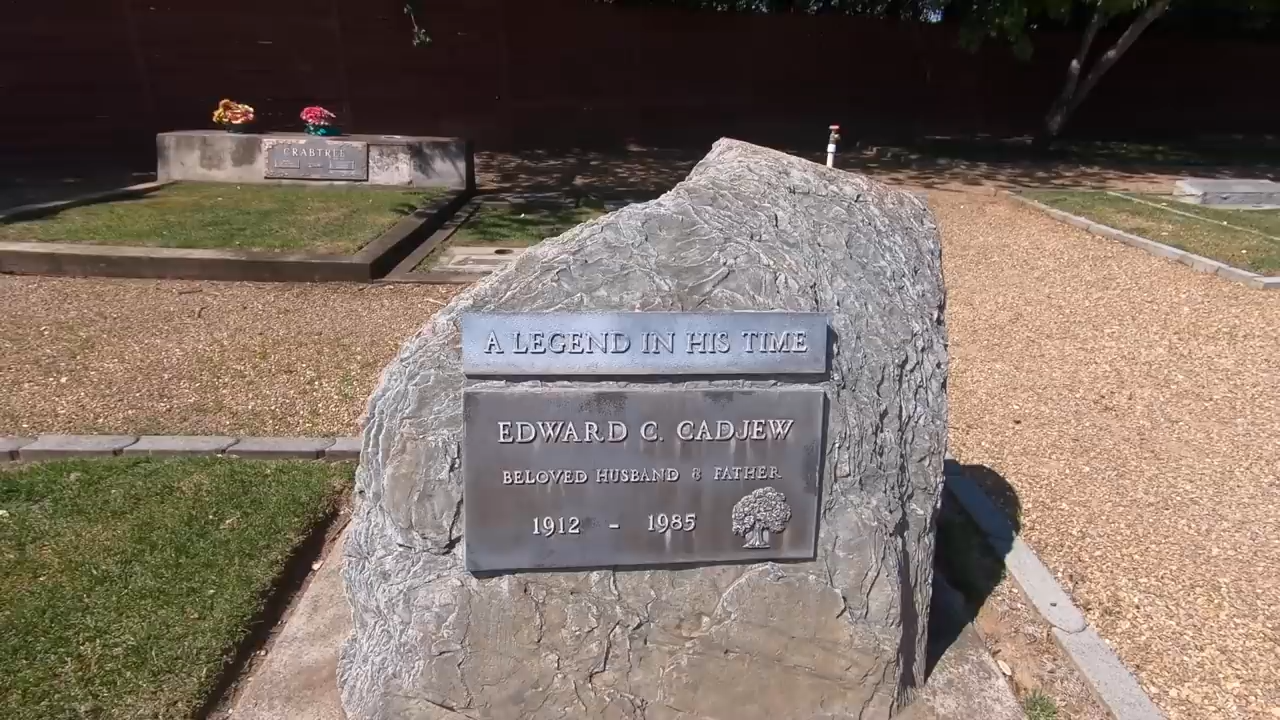 CRABTREE
A LEGEND IN HIS TIME
EDWARD C. CADJEW
BELOVED HUSBAND & FATHER
1912 - 1985